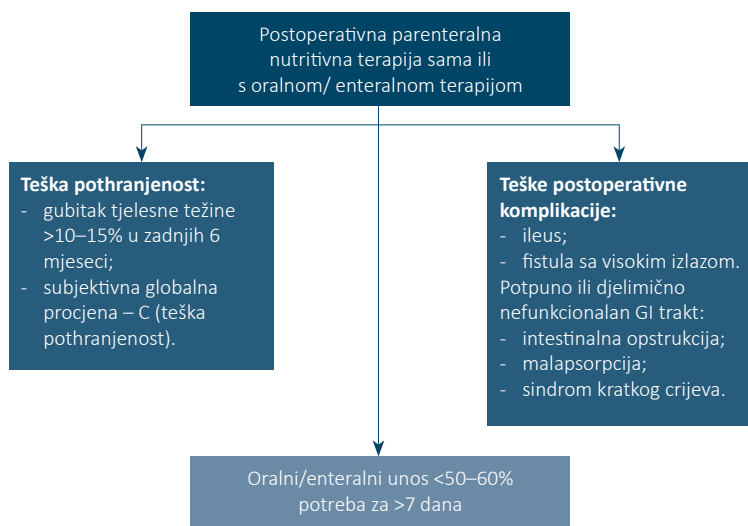 Postoperativna parenteralna
nutritivna terapija sama ili
s oralnom/ enteralnom terapijom
Teška pothranjenost:
- gubitak tjelesne težine
>10–15% u zadnjih 6
mjeseci;
- subjektivna globalna
procjena – C (teška
pothranjenost).
Teške postoperativne
komplikacije:
- ileus;
- fistula sa visokim izlazom.
Potpuno ili djelimično
nefunkcionalan GI trakt:
- intestinalna opstrukcija;
- malapsorpcija;
- sindrom kratkog crijeva.
Oralni/enteralni unos <50–60%
potreba za >7 dana